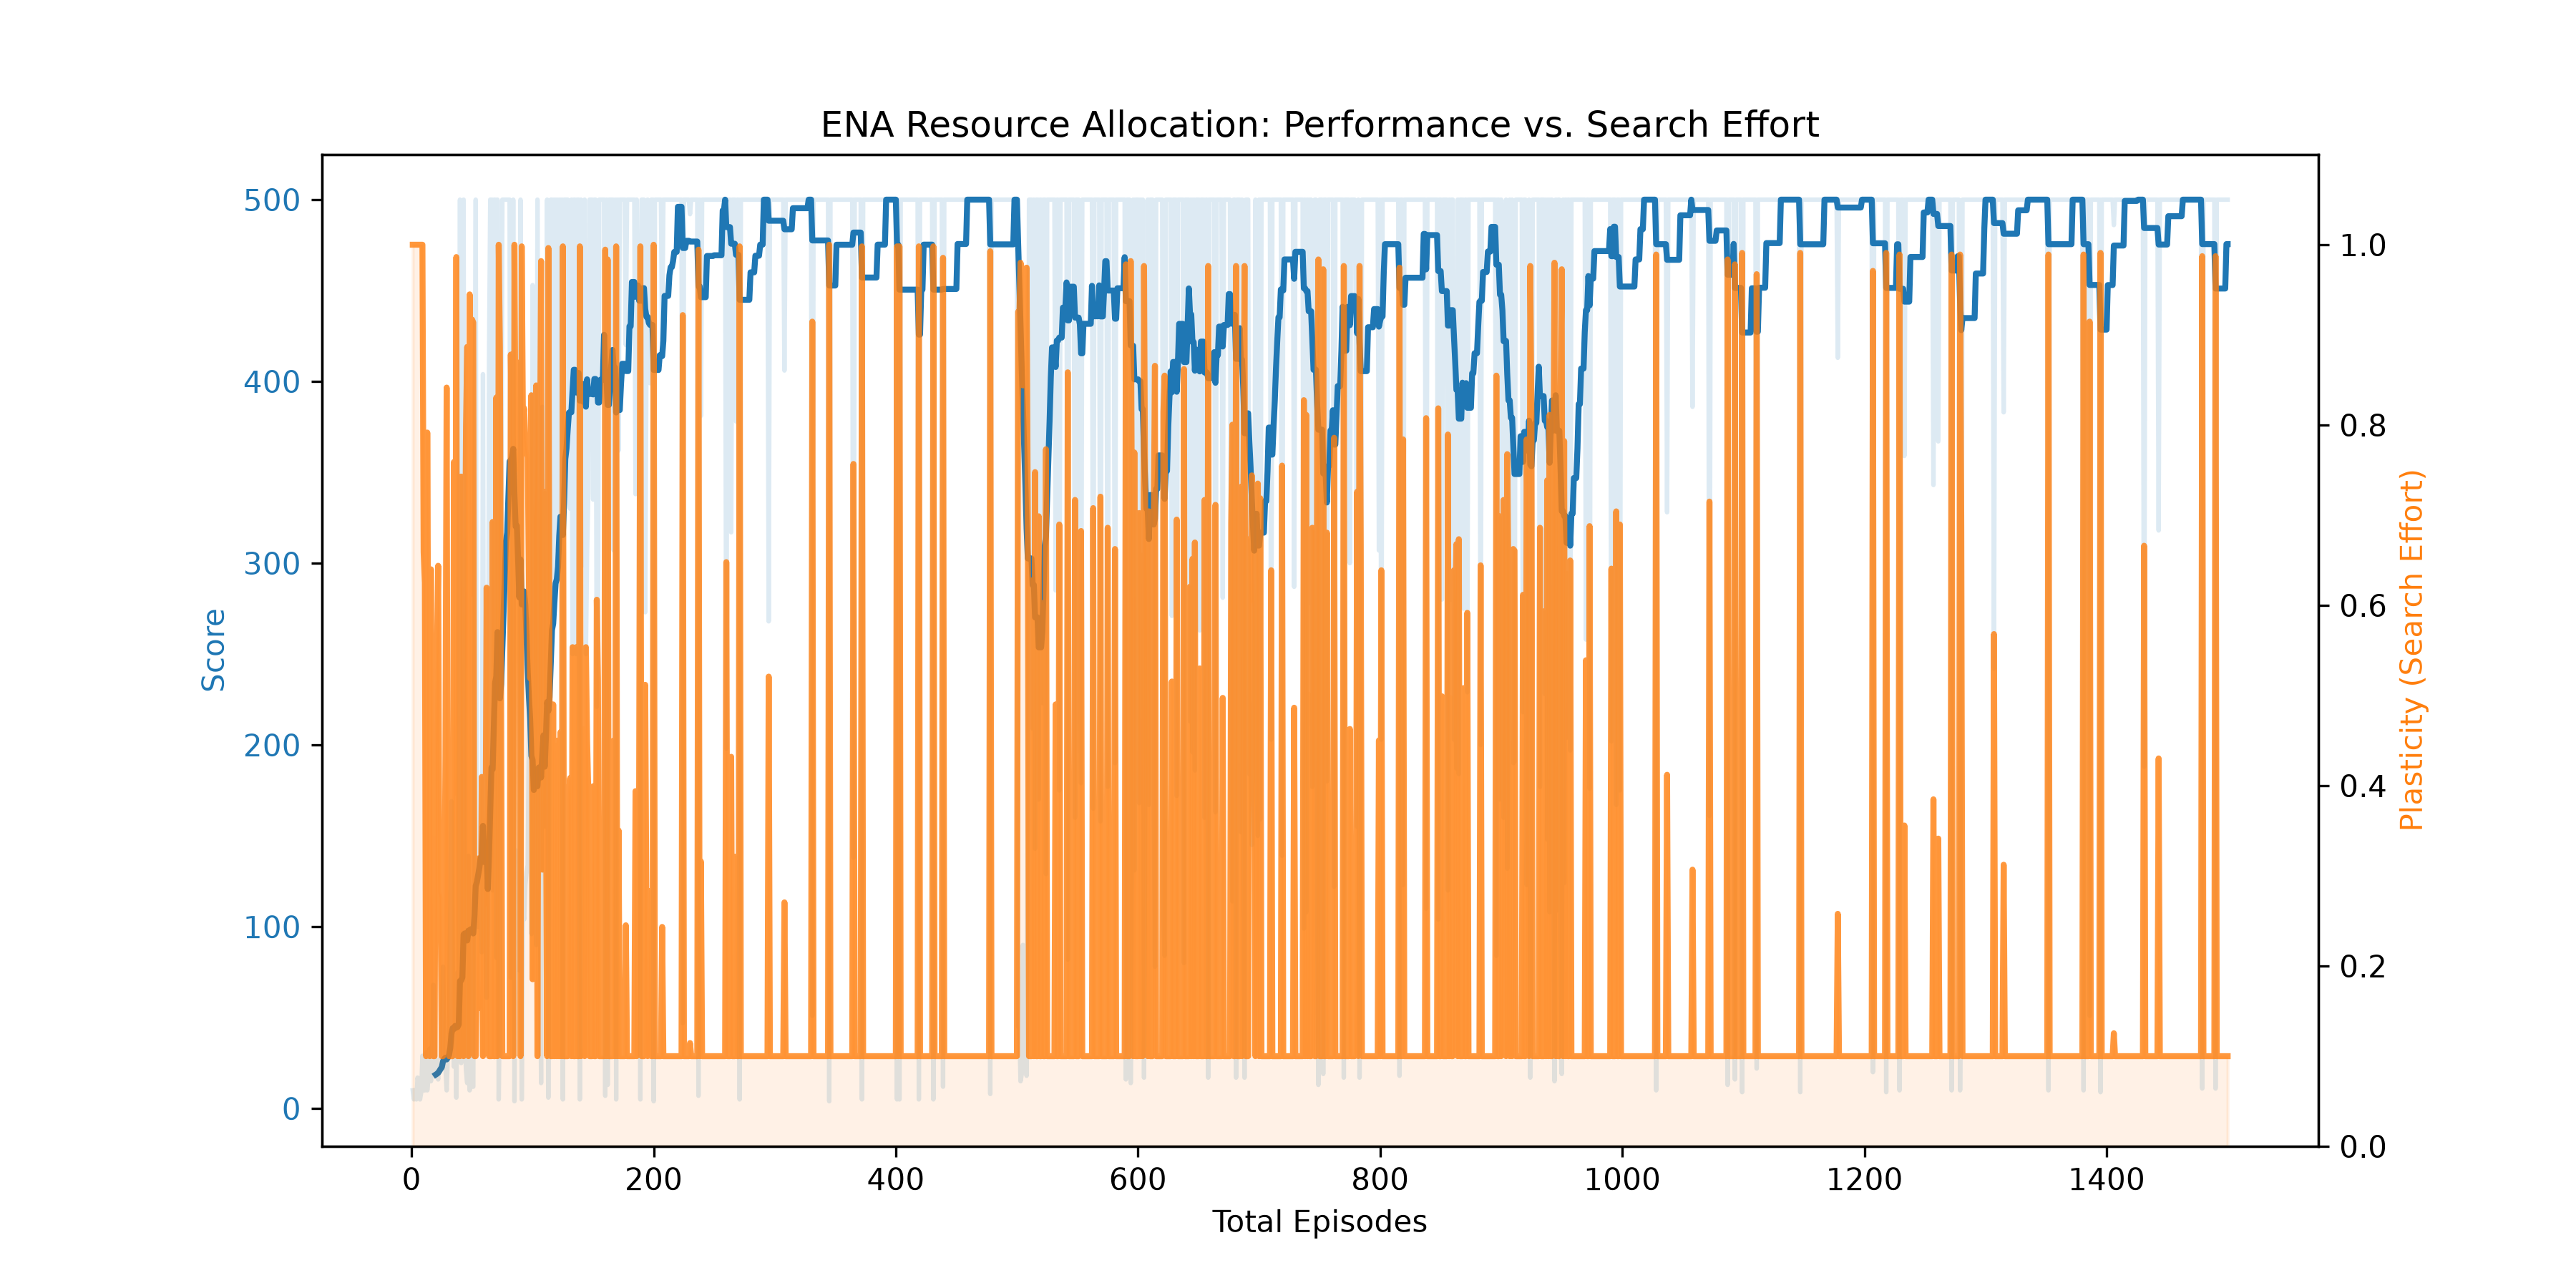 ENA Resource Allocation: Performance vs. Search Effort
500
400
300
200
100
0
Score
1.0
0.8
0.6
0.4
0.2
0.0
Plasticity (Search Effort)
0 200 400 600 800 1000 1200 1400
Total Episodes